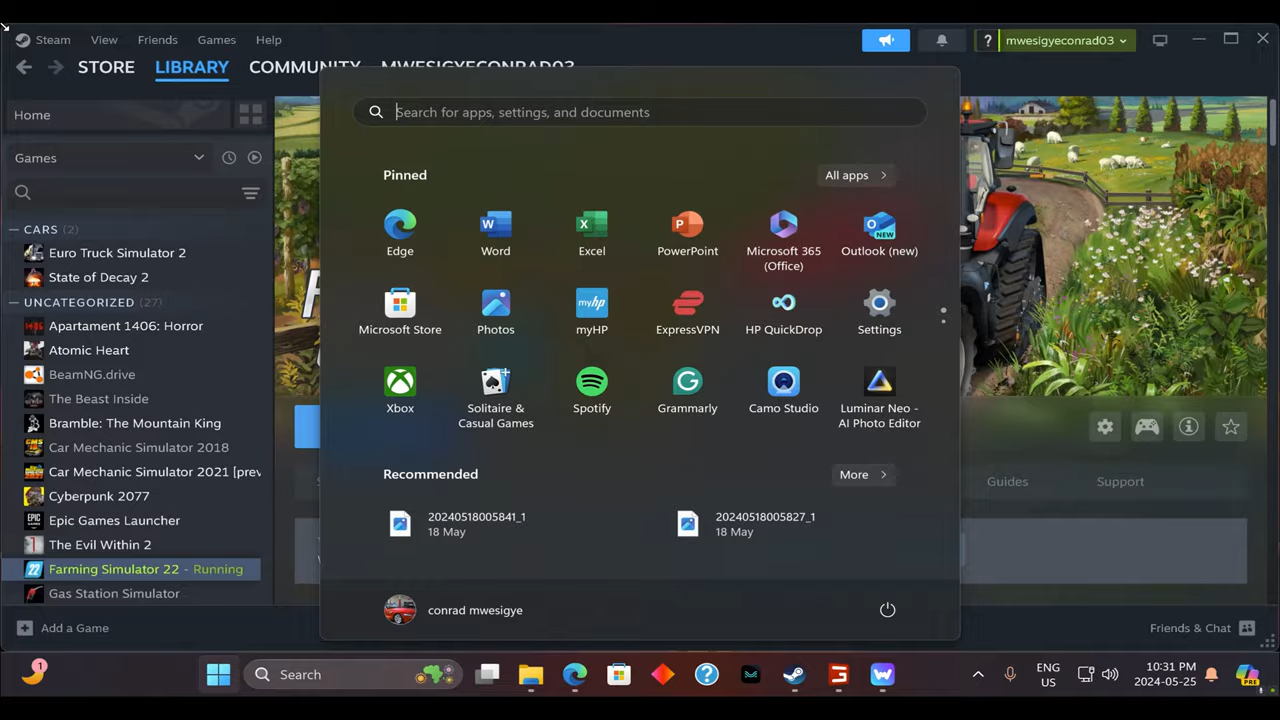 Steam View Friends Games Help
? mwesigyeconrad03
STORE LIBRARY COMMUNITY MWESIGYECONRAD03
Home
Games
CARS (2)
Euro Truck Simulator 2
State of Decay 2
UNCATEGORIZED (27)
Apartament 1406: Horror
Atomic Heart
BeamNG.drive
The Beast Inside
Bramble: The Mountain King
Car Mechanic Simulator 2018
Car Mechanic Simulator 2021 [prev
Cyberpunk 2077
Epic Games Launcher
The Evil Within 2
Farming Simulator 22 - Running
Gas Station Simulator
Add a Game
Search for apps, settings, and documents
Pinned
All apps
Edge
Word
Excel
PowerPoint
Microsoft 365
(Office)
Outlook (new)
Microsoft Store
Photos
myHP
ExpressVPN
HP QuickDrop
Settings
Xbox
Solitaire &
Casual Games
Spotify
Grammarly
Camo Studio
Luminar Neo -
AI Photo Editor
Recommended
More
20240518005841_1
18 May
20240518005827_1
18 May
conrad mwesigye
Guides Support
Friends & Chat
1
Search
ENG
US
10:31 PM
2024-05-25
PRE